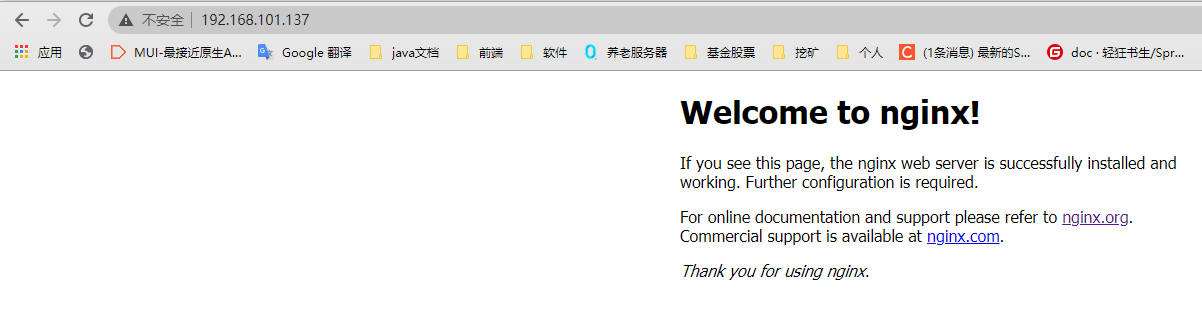 不安全 192.168.101.137
应用 MUI-最接近原生A... Google 翻译 java文档 前端 软件 养老服务器 基金股票 挖矿 个人 (1条消息) 最新的S... doc · 轻狂书生/Spr...
Welcome to nginx!
If you see this page, the nginx web server is successfully installed and
working. Further configuration is required.
For online documentation and support please refer to nginx.org.
Commercial support is available at nginx.com.
Thank you for using nginx.